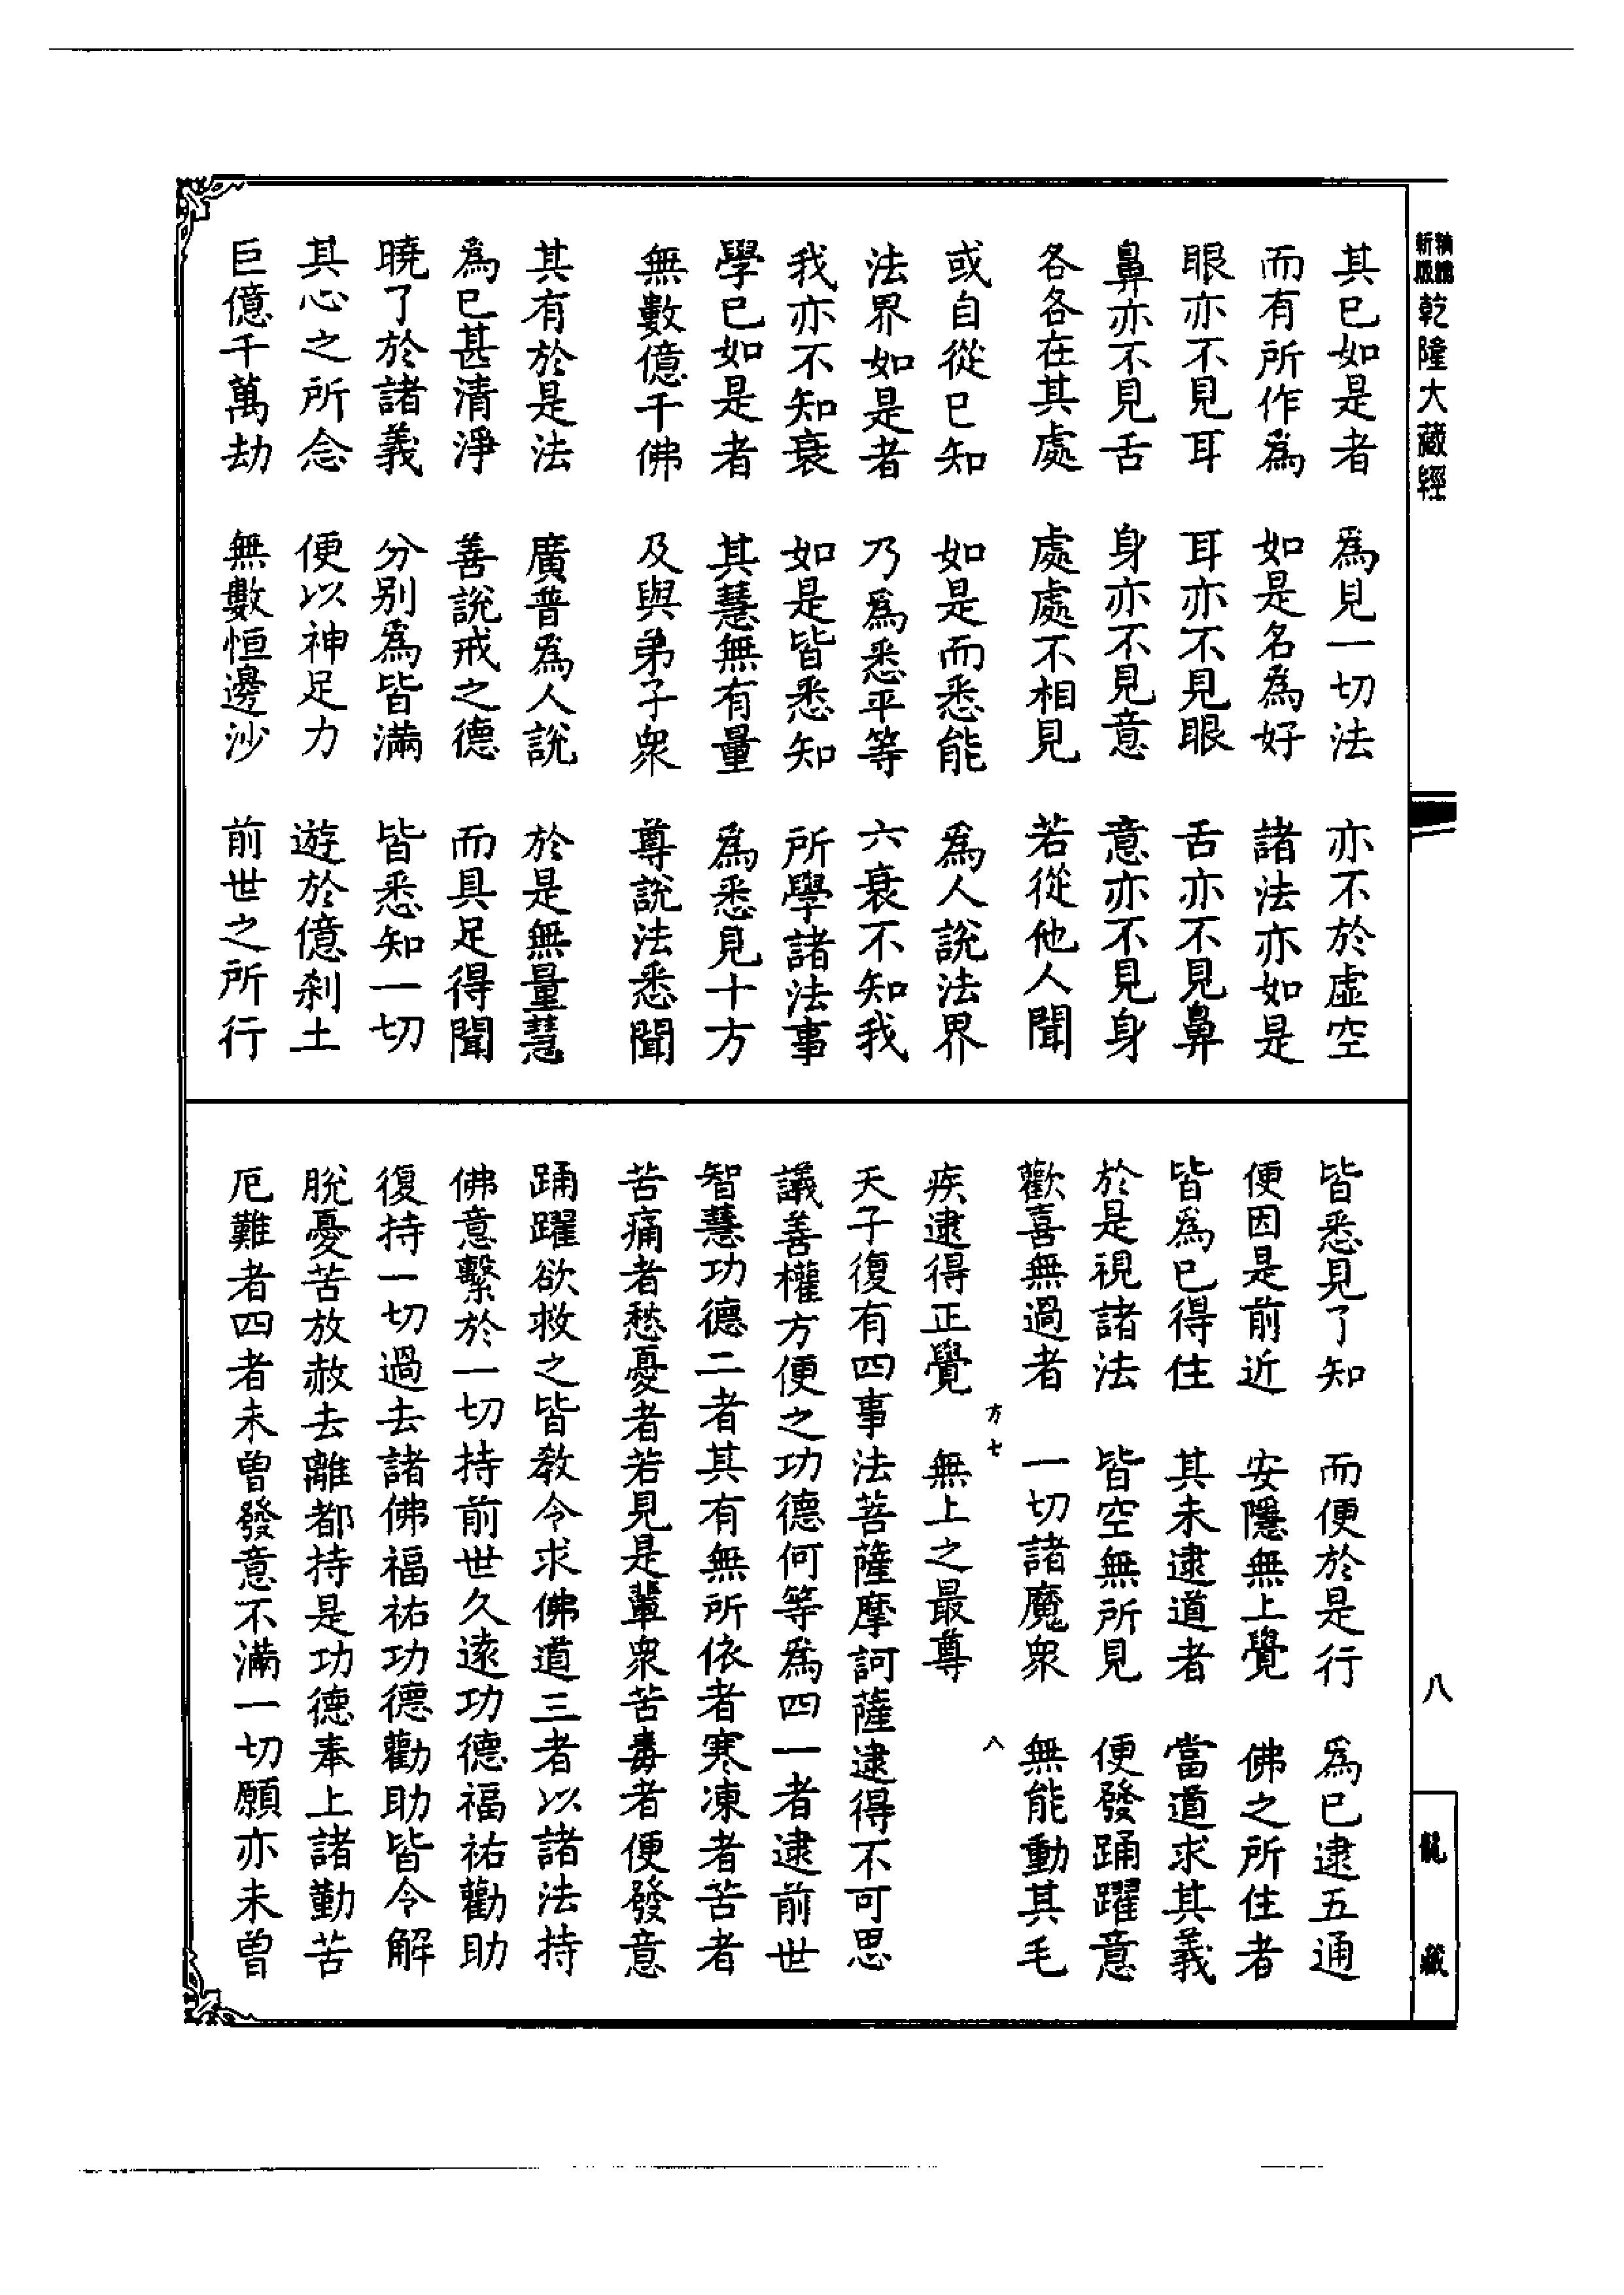 新版精縮乾隆大藏經
其已如是者　為見一切法　亦不於虛空
而有所作為　如是名為好　諸法亦如是
眼亦不見耳　耳亦不見眼　舌亦不見鼻
鼻亦不見舌　身亦不見意　意亦不見身
各各在其處　處處不相見　若從他人聞
或自從已知　如是而悉能　為人說法界
法界如是者　乃為悉平等　六衰不知我
我亦不知衰　如是皆悉知　所學諸法事
學已如是者　其慧無有量　為悉見十方
無數億千佛　及與弟子眾　尊說法悉聞
其有於是法　廣普為人說　於是無量慧
為已甚清淨　善說戒之德　而具足得聞
曉了於諸義　分別為皆滿　皆悉知一切
其心之所念　便以神足力　遊於億剎土
巨億千萬劫　無數恒邊沙　前世之所行
皆悉見了知　而便於是行　為已逮五通
便因是前近　安隱無上覺　佛之所住者
皆為已得住　其未逮道者　當道求其義
於是視諸法　皆空無所見　便發踊躍意
歡喜無過者　一切諸魔眾　無能動其毛
方七　八
疾逮得正覺　無上之最尊
天子復有四事法菩薩摩訶薩逮得不可思
議善權方便之功德何等為四一者逮前世
智慧功德二者其有無所依者寒凍者苦者
苦痛者愁憂者若見是輩眾苦毒者便發意
踊躍欲救之皆教令求佛道三者以諸法持
佛意繫於一切持前世久遠功德福祐勸助
復持一切過去諸佛福祐功德勸助皆令解
脫憂苦放赦去離都持是功德奉上諸勤苦
厄難者四者未曾發意不滿一切願亦未曾
八
龍藏